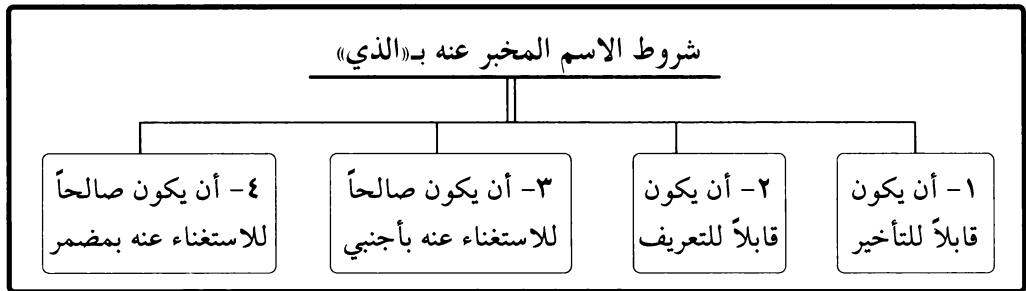 شروط الاسم المخبر عنه بـ«الذي»
١- أن يكون
قابلاً للتأخير
٢- أن يكون
قابلاً للتعريف
٣- أن يكون صالحاً
للاستغناء عنه بأجنبي
٤- أن يكون صالحاً
للاستغناء عنه بمضمر